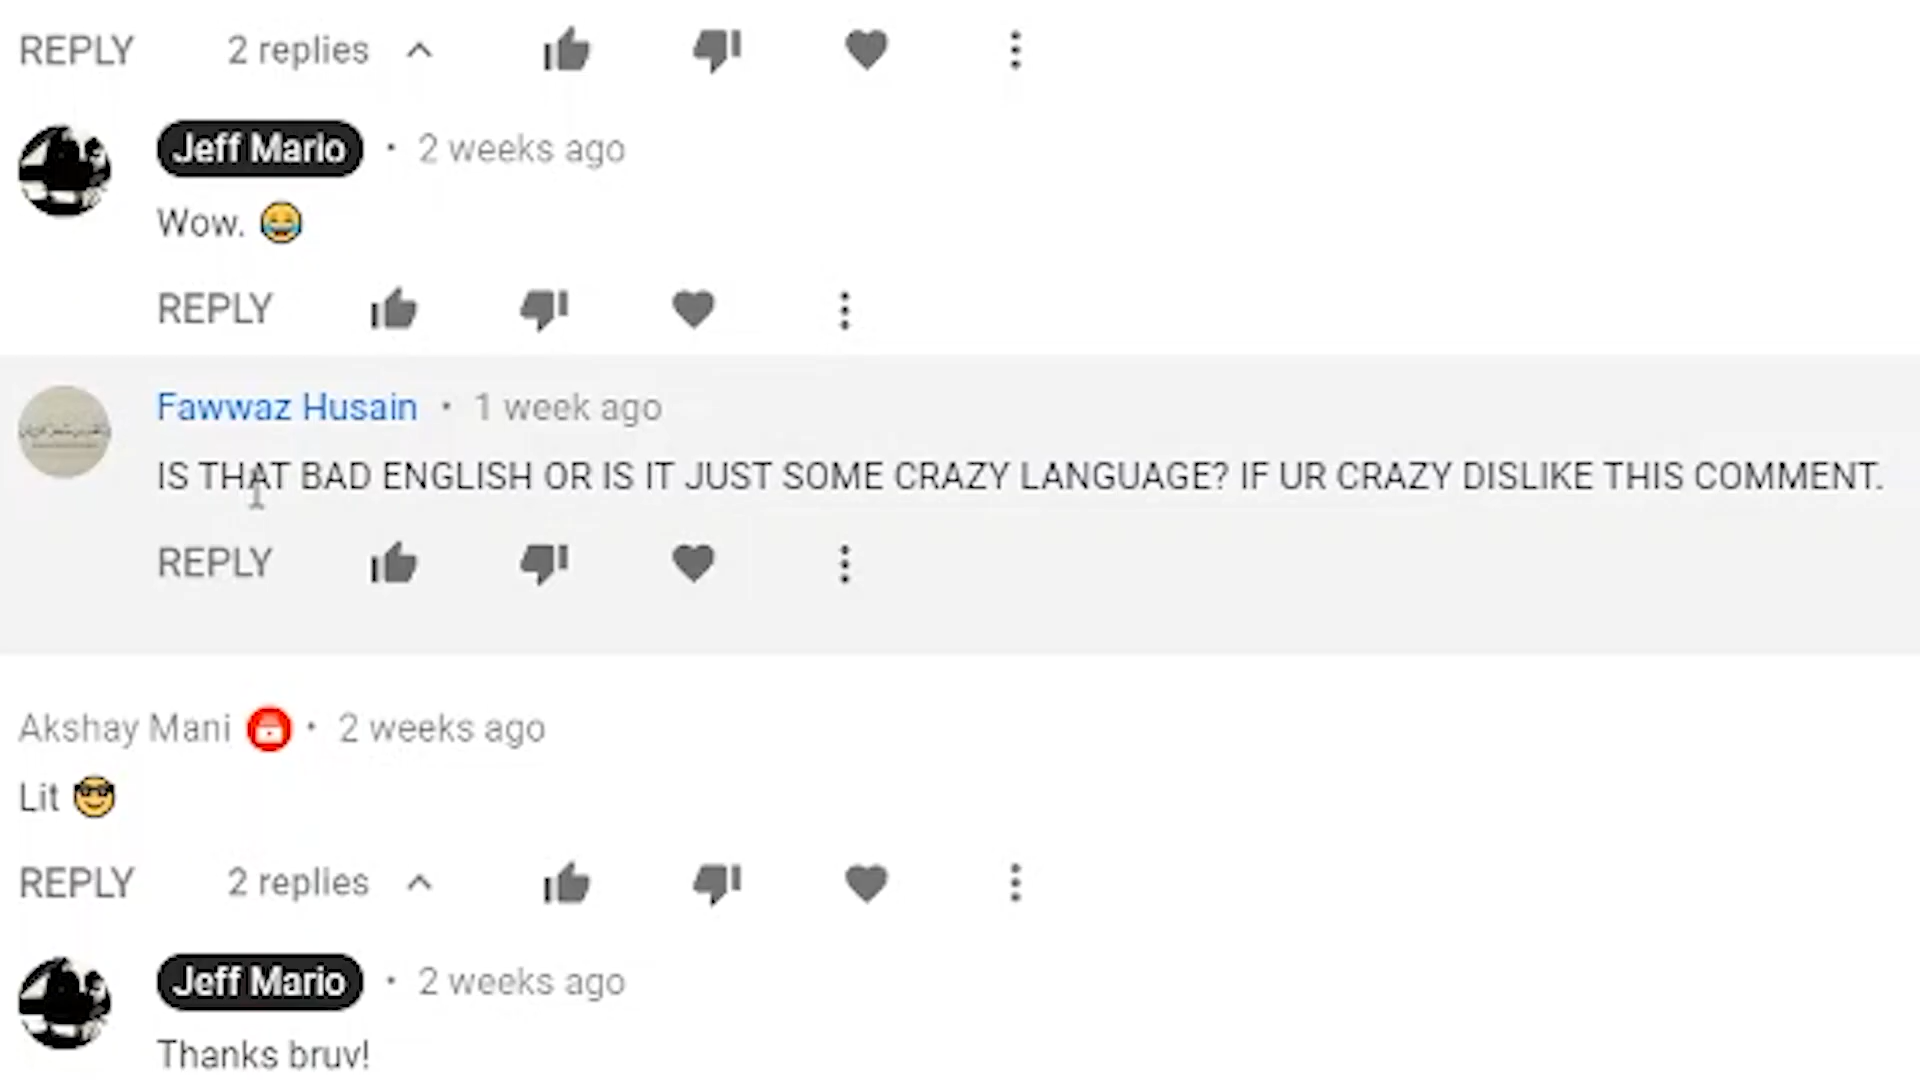 REPLY 2 replies
Jeff Mario • 2 weeks ago
Wow. 😂
REPLY
Fawwaz Husain • 1 week ago
IS THAT BAD ENGLISH OR IS IT JUST SOME CRAZY LANGUAGE? IF UR CRAZY DISLIKE THIS COMMENT.
REPLY
Akshay Mani • 2 weeks ago
Lit 😎
REPLY 2 replies
Jeff Mario • 2 weeks ago
Thanks bruv!